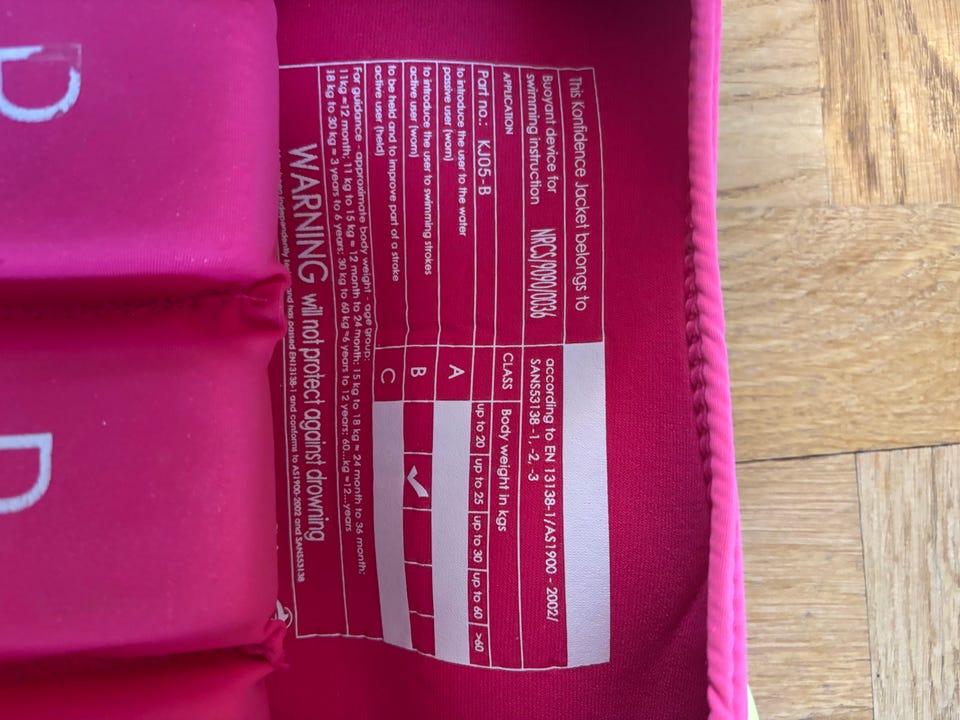 This Konfidence Jacket belongs to
Buoyant device for
swimming instruction
NRCS/9090/0036
according to EN 13138-1/AS1900 - 2002/
SANS53138 -1, -2, -3
APPLICATION
CLASS
Body weight in kgs
Part no.: KJ05-B
up to 20
up to 25
up to 30
up to 60
>60
to introduce the user to the water
passive user (worn)
A
to introduce the user to swimming strokes
active user (worn)
B
to be held and to improve part of a stroke
active user (held)
C
For guidance - approximate body weight - age group:
11kg =12 month; 11 kg to 15 kg = 12 month to 24 month; 15 kg to 18 kg = 24 month to 36 month;
18 kg to 30 kg = 3 years to 6 years; 30 kg to 60 kg =6 years to 12 years; 60...kg =12...years
WARNING will not protect against drowning
independently and has passed EN13138-1 and conforms to AS1900-2002 and SANS53138